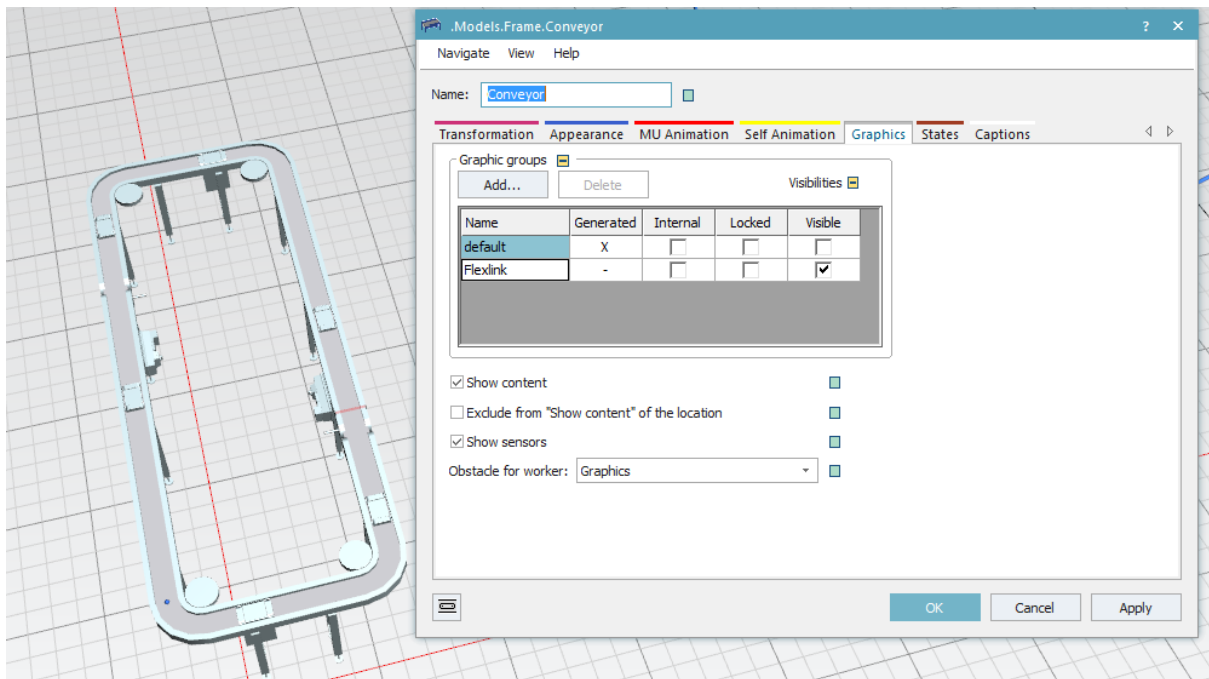 .Models.Frame.Conveyor ? ×
Navigate View Help
Name: Conveyor
Transformation Appearance MU Animation Self Animation Graphics States Captions
Graphic groups
Add... Delete Visibilities
Name Generated Internal Locked Visible
default X
Flexlink -
Show content
Exclude from "Show content" of the location
Show sensors
Obstacle for worker: Graphics
OK Cancel Apply